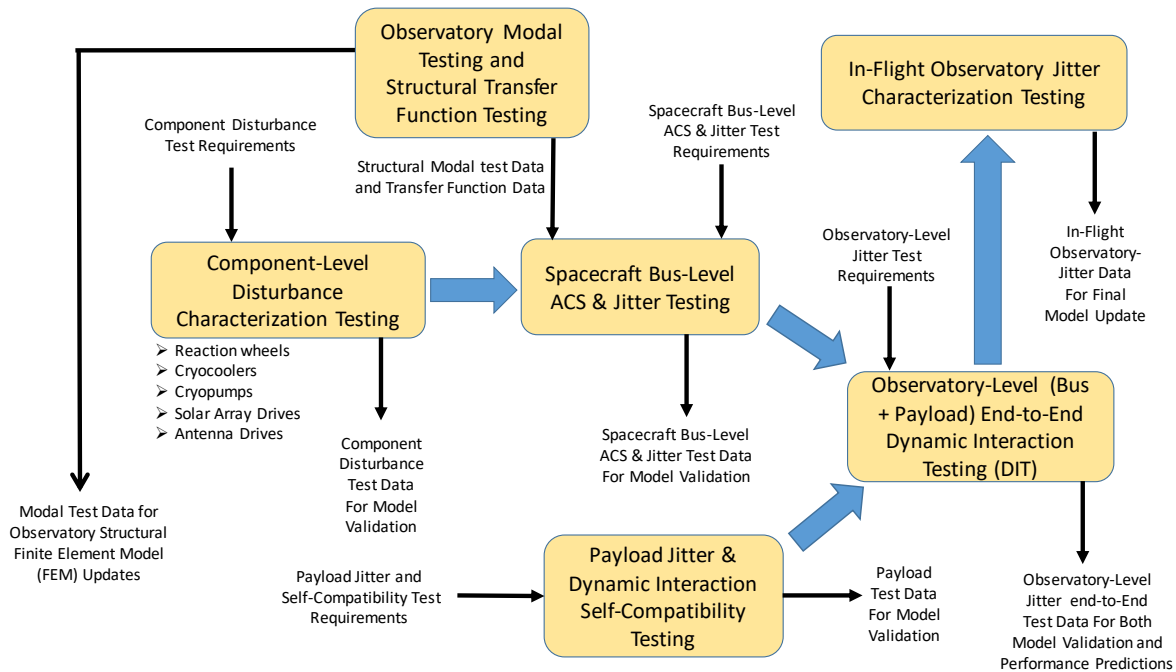 Observatory Modal
Testing and
Structural Transfer
Function Testing
In-Flight Observatory Jitter
Characterization Testing
Component Disturbance
Test Requirements
Spacecraft Bus-Level
ACS & Jitter Test
Requirements
Structural Modal test Data
and Transfer Function Data
Component-Level
Disturbance
Characterization Testing
Spacecraft Bus-Level
ACS & Jitter Testing
Observatory-Level
Jitter Test
Requirements
In-Flight
Observatory-
Jitter Data
For Final
Model Update
➢ Reaction wheels
➢ Cryocoolers
➢ Cryopumps
➢ Solar Array Drives
➢ Antenna Drives
Observatory-Level (Bus
+ Payload) End-to-End
Dynamic Interaction
Testing (DIT)
Component
Disturbance
Test Data
For Model
Validation
Spacecraft Bus-Level
ACS & Jitter Test Data
For Model Validation
Modal Test Data for
Observatory Structural
Finite Element Model
(FEM) Updates
Payload Jitter and
Self-Compatibility Test
Requirements
Payload Jitter &
Dynamic Interaction
Self-Compatibility
Testing
Payload
Test Data
For Model
Validation
Observatory-Level
Jitter end-to-End
Test Data For Both
Model Validation and
Performance Predictions